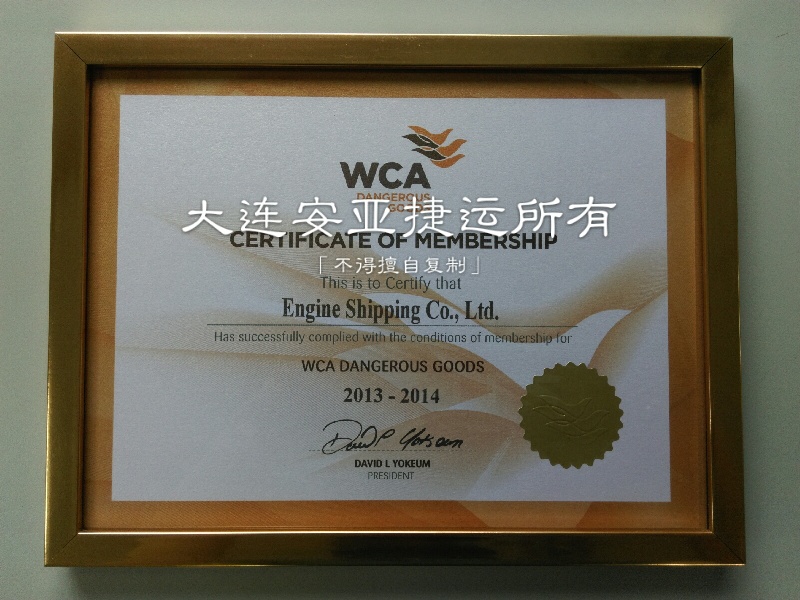 WCA
DANGEROUS
GOODS
大连安亚捷运所有
CERTIFICATE OF MEMBERSHIP
「不得擅自复制」
This is to Certify that
Engine Shipping Co., Ltd.
Has successfully complied with the conditions of membership for
WCA DANGEROUS GOODS
2013 - 2014
DAVID L YOKEUM
PRESIDENT